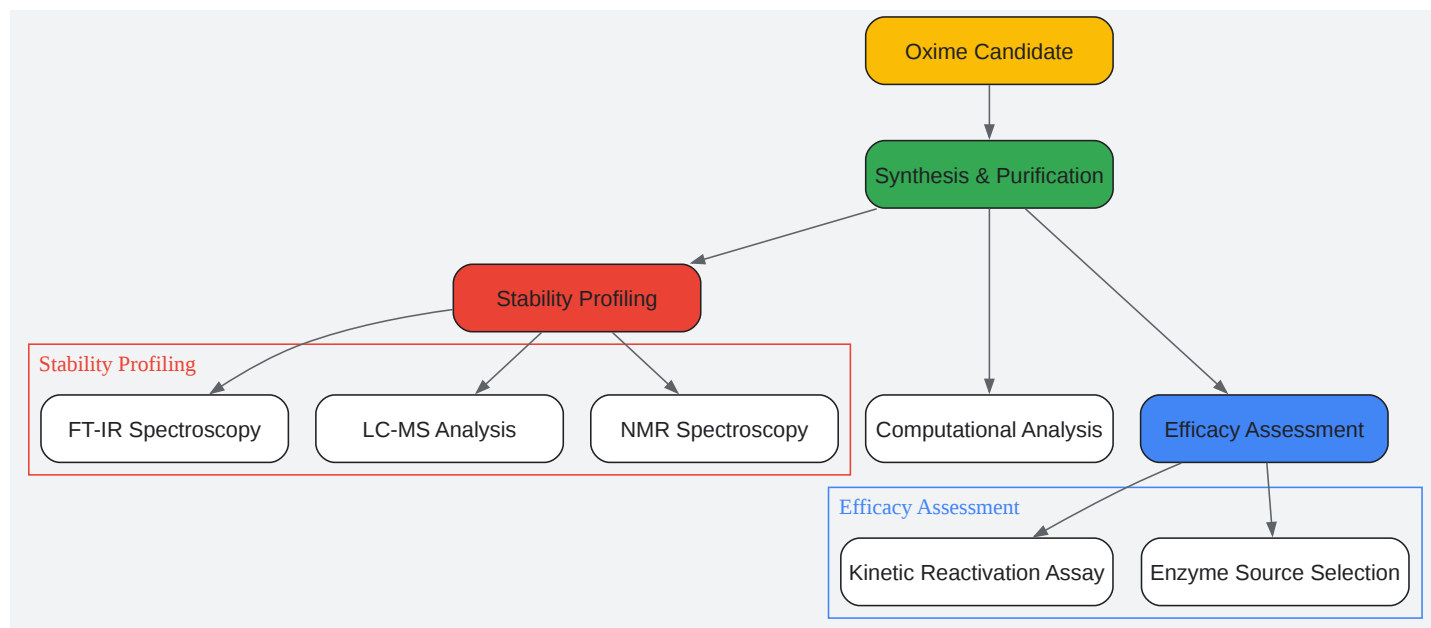 Oxime Candidate
Synthesis & Purification
Stability Profiling
Stability Profiling
FT-IR Spectroscopy
LC-MS Analysis
NMR Spectroscopy
Computational Analysis
Efficacy Assessment
Efficacy Assessment
Kinetic Reactivation Assay
Enzyme Source Selection